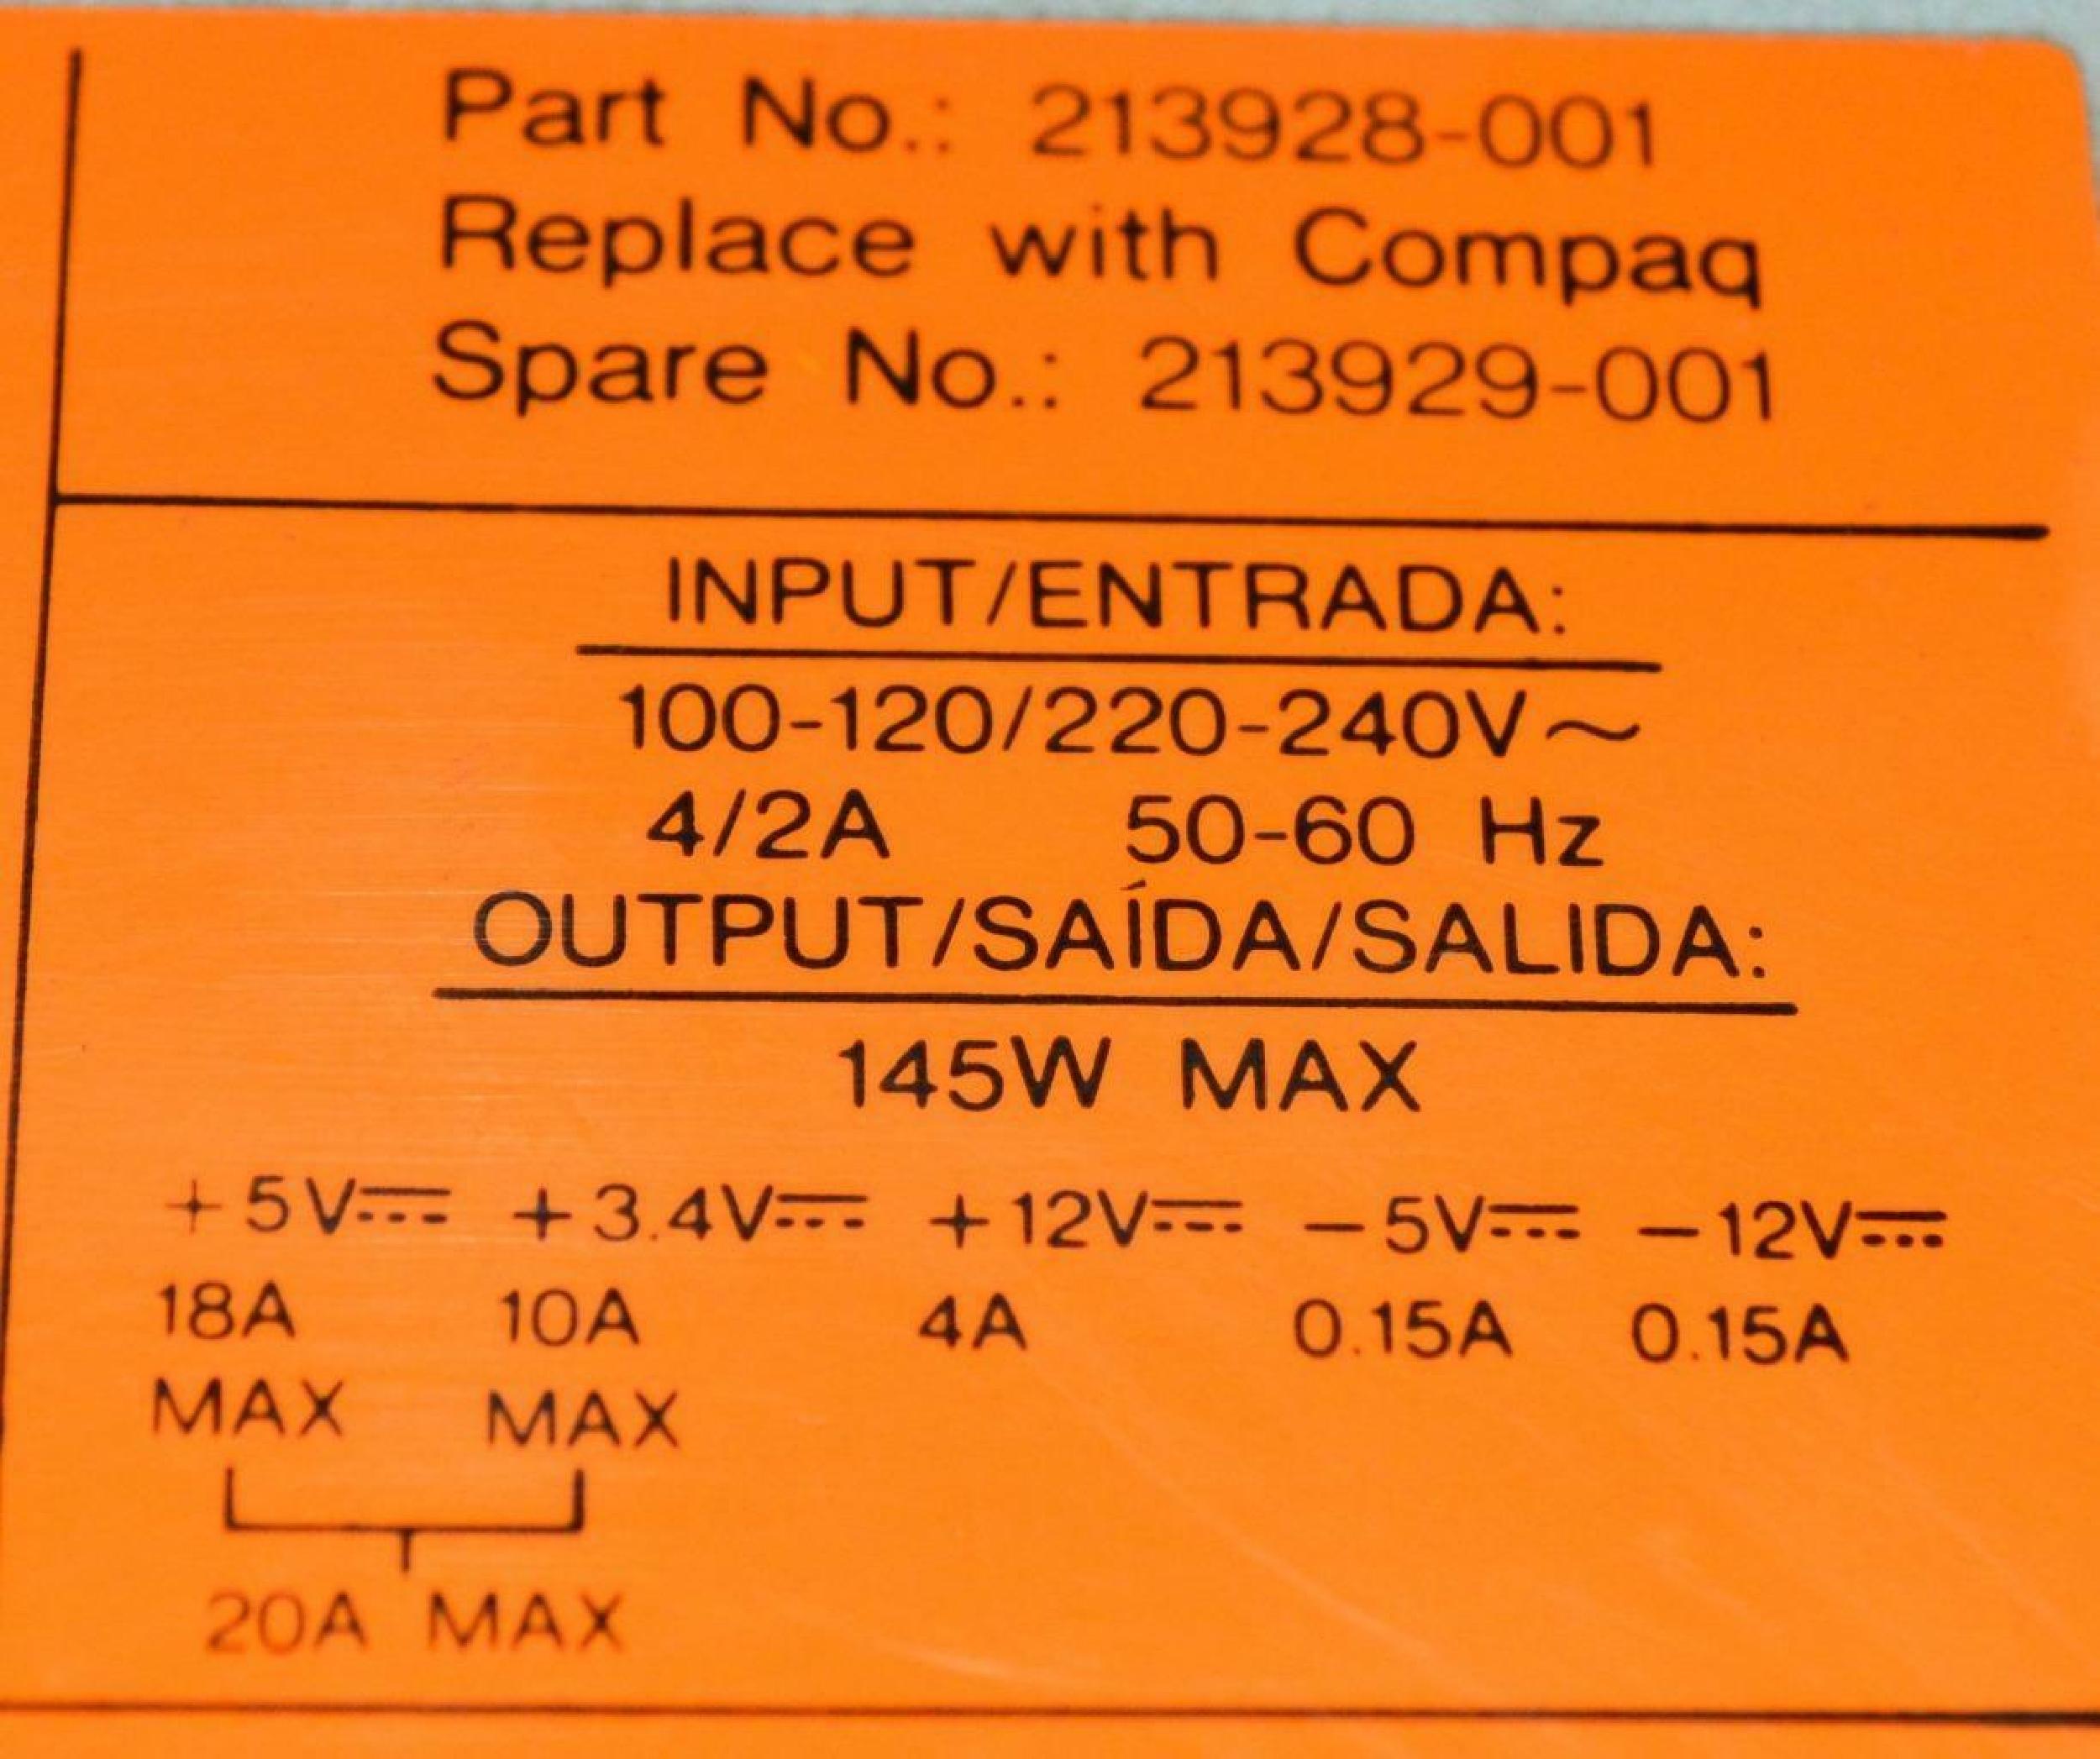 Part No.: 213928-001
Replace with Compaq
Spare No.: 213929-001
INPUT/ENTRADA:
100-120/220-240V~
4/2A 50-60 Hz
OUTPUT/SAÍDA/SALIDA:
145W MAX
+5V⎓ +3.4V⎓ +12V⎓ −5V⎓ −12V⎓
18A 10A 4A 0.15A 0.15A
MAX MAX
20A MAX